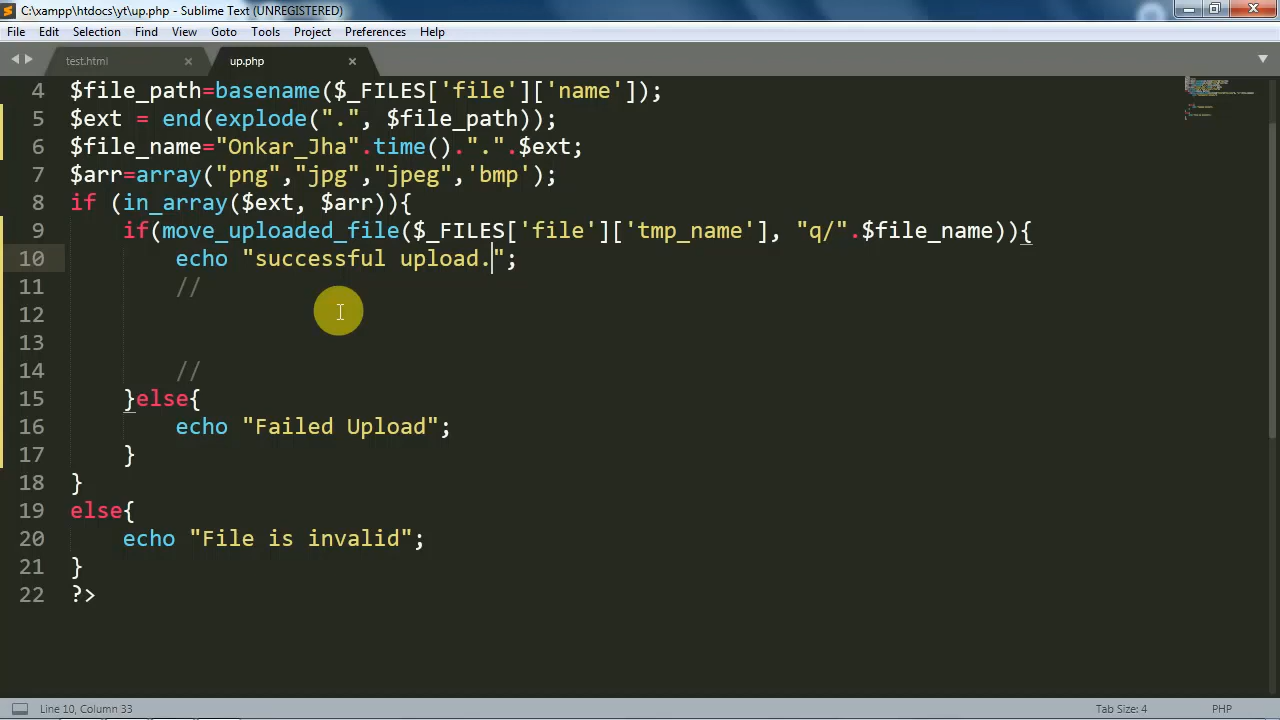 C:\xampp\htdocs\yt\up.php - Sublime Text (UNREGISTERED)
File Edit Selection Find View Goto Tools Project Preferences Help
test.html up.php
4 $file_path=basename($_FILES['file']['name']);
5 $ext = end(explode(".", $file_path));
6 $file_name="Onkar_Jha".time().".".$ext;
7 $arr=array("png","jpg","jpeg",'bmp');
8 if (in_array($ext, $arr)){
9 if(move_uploaded_file($_FILES['file']['tmp_name'], "q/".$file_name)){
10 echo "successful upload.";
11 //
12
13
14 //
15 }else{
16 echo "Failed Upload";
17 }
18 }
19 else{
20 echo "File is invalid";
21 }
22 ?>
Line 10, Column 33 Tab Size: 4 PHP